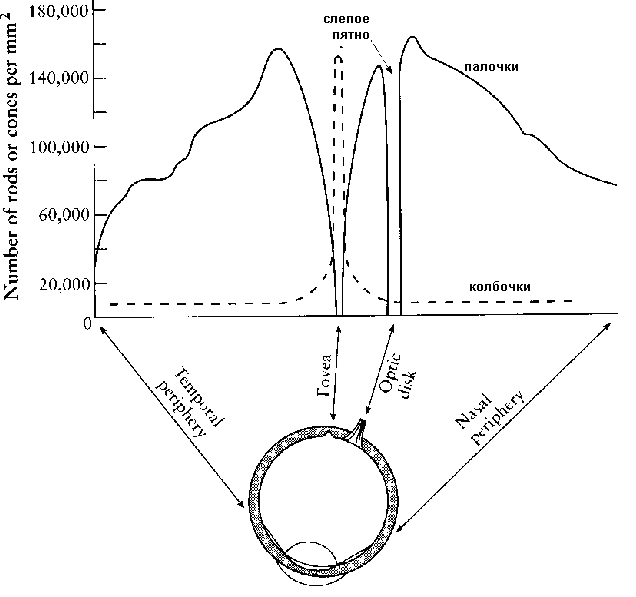 Number of rods or cones per mm²
180,000
140,000
100,000
60,000
20,000
0
слепое
пятно
палочки
колбочки
Temporal
periphery
Fovea
Optic
disk
Nasal
periphery